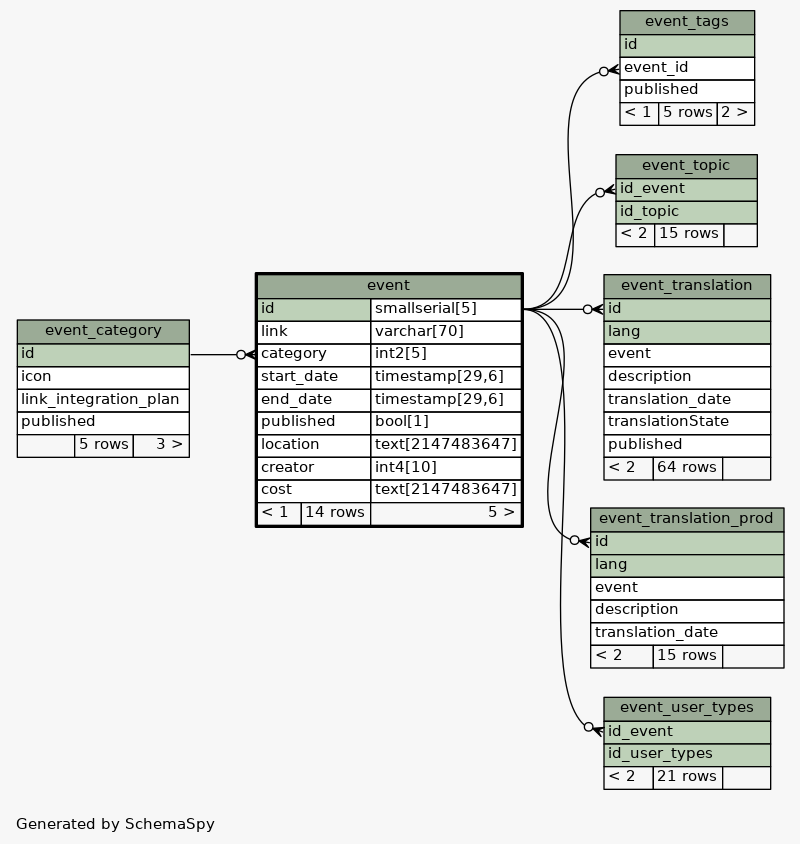 event_tags
id
event_id
published
< 1 5 rows 2 >
event_topic
id_event
id_topic
< 2 15 rows
event_category
id
icon
link_integration_plan
published
5 rows 3 >
event
id smallserial[5]
link varchar[70]
category int2[5]
start_date timestamp[29,6]
end_date timestamp[29,6]
published bool[1]
location text[2147483647]
creator int4[10]
cost text[2147483647]
< 1 14 rows 5 >
event_translation
id
lang
event
description
translation_date
translationState
published
< 2 64 rows
event_translation_prod
id
lang
event
description
translation_date
< 2 15 rows
event_user_types
id_event
id_user_types
< 2 21 rows
Generated by SchemaSpy